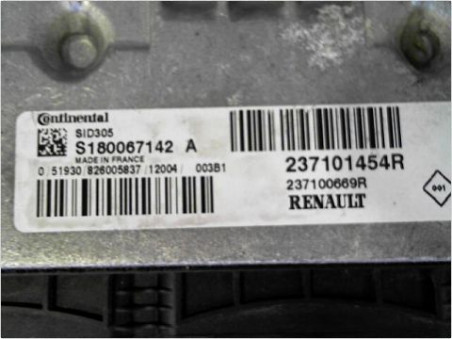 Continental
SID305
S180067142 A
MADE IN FRANCE
0 51930 826005837 /12004/ 003B1
237101454R
237100669R
RENAULT
001